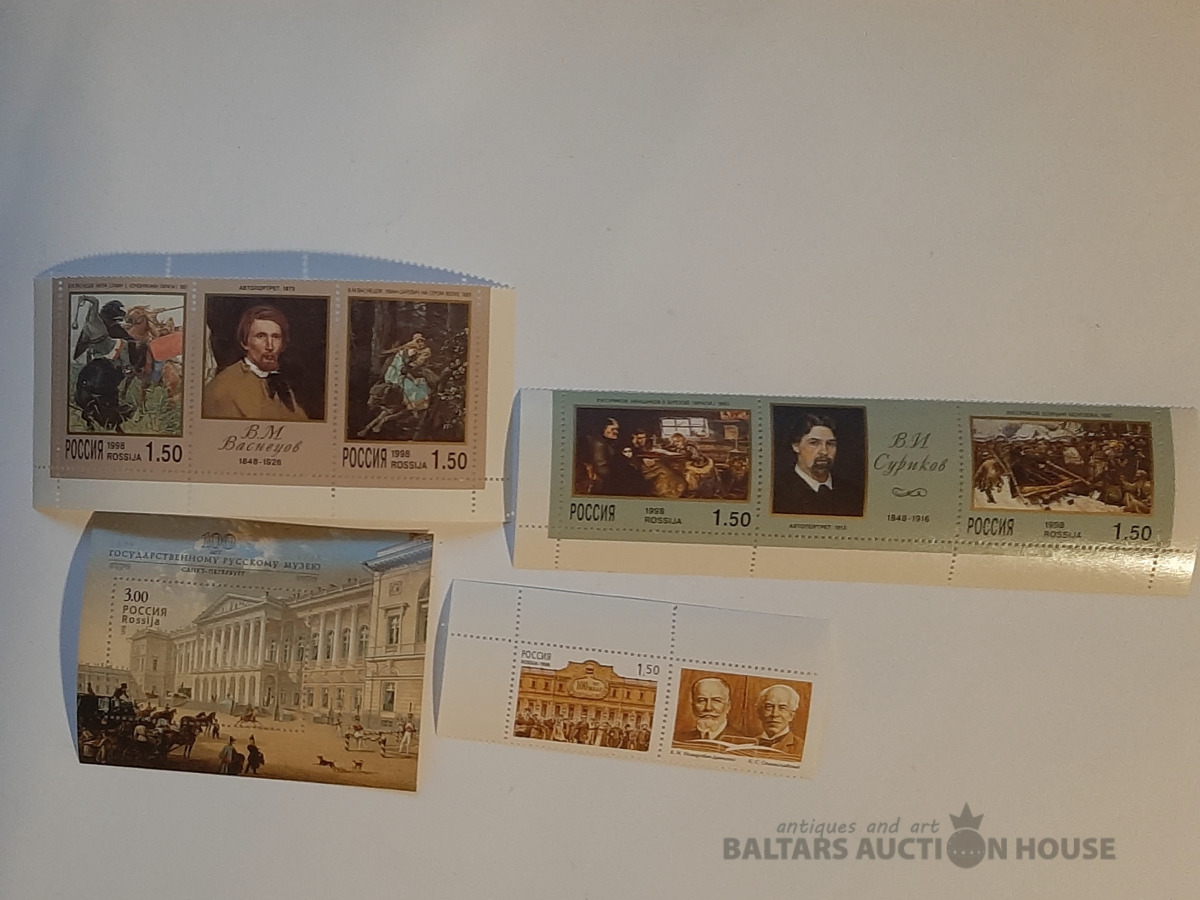 АВТОПОРТРЕТ. 1873
В.М.
Васнецов
1848-1926
РОССИЯ 1998 ROSSIJA 1.50
РОССИЯ 1998 ROSSIJA 1.50
В.И.
Суриков
1848-1916
АВТОПОРТРЕТ. 1913
РОССИЯ 1998 ROSSIJA 1.50
РОССИЯ 1998 ROSSIJA 1.50
100 ЛЕТ
ГОСУДАРСТВЕННОМУ РУССКОМУ МУЗЕЮ
САНКТ-ПЕТЕРБУРГ
3.00
РОССИЯ
Rossija
РОССИЯ 1.50
100
antiques and art
BALTARS AUCTION HOUSE